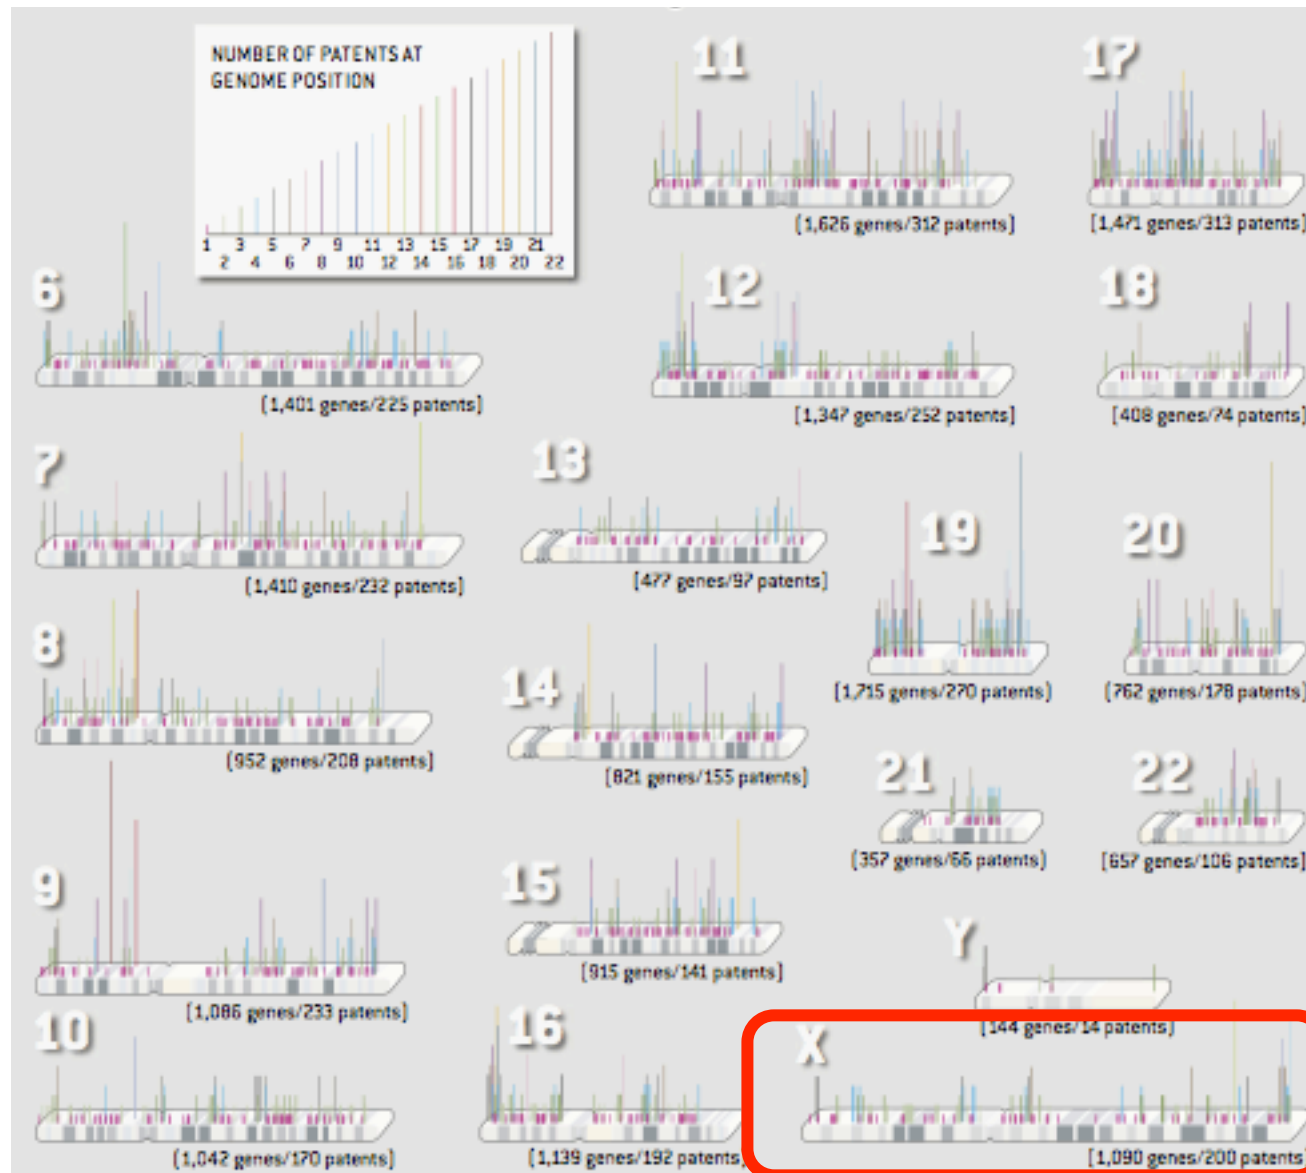 NUMBER OF PATENTS AT
GENOME POSITION
1 3 5 7 9 11 13 15 17 19 21
2 4 6 8 10 12 14 16 18 20 22
6
[1,401 genes/225 patents]
7
[1,410 genes/232 patents]
8
[952 genes/208 patents]
9
[1,086 genes/233 patents]
10
[1,042 genes/170 patents]
11
[1,626 genes/312 patents]
12
[1,347 genes/252 patents]
13
[477 genes/97 patents]
14
[821 genes/155 patents]
15
[915 genes/141 patents]
16
[1,139 genes/192 patents]
17
[1,471 genes/313 patents]
18
[408 genes/74 patents]
19
[1,715 genes/270 patents]
20
[762 genes/178 patents]
21
[357 genes/66 patents]
22
[657 genes/106 patents]
Y
[144 genes/14 patents]
X
[1,090 genes/200 patents